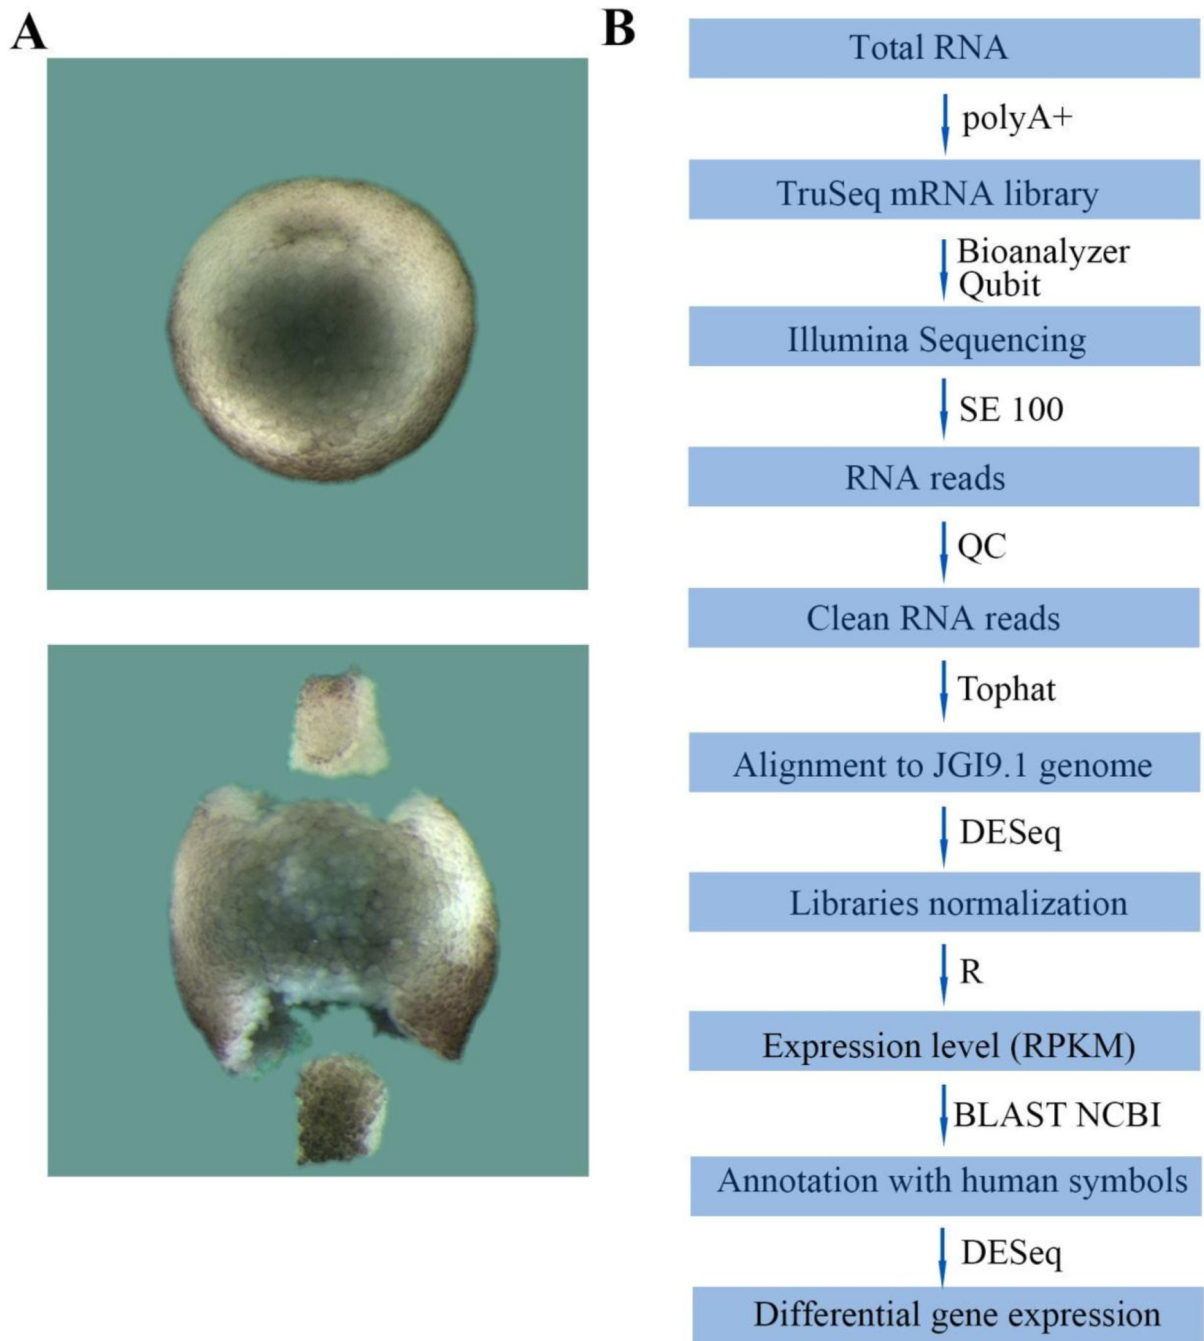 A
B
Total RNA
polyA+
TruSeq mRNA library
Bioanalyzer
Qubit
Illumina Sequencing
SE 100
RNA reads
QC
Clean RNA reads
Tophat
Alignment to JGI9.1 genome
DESeq
Libraries normalization
R
Expression level (RPKM)
BLAST NCBI
Annotation with human symbols
DESeq
Differential gene expression